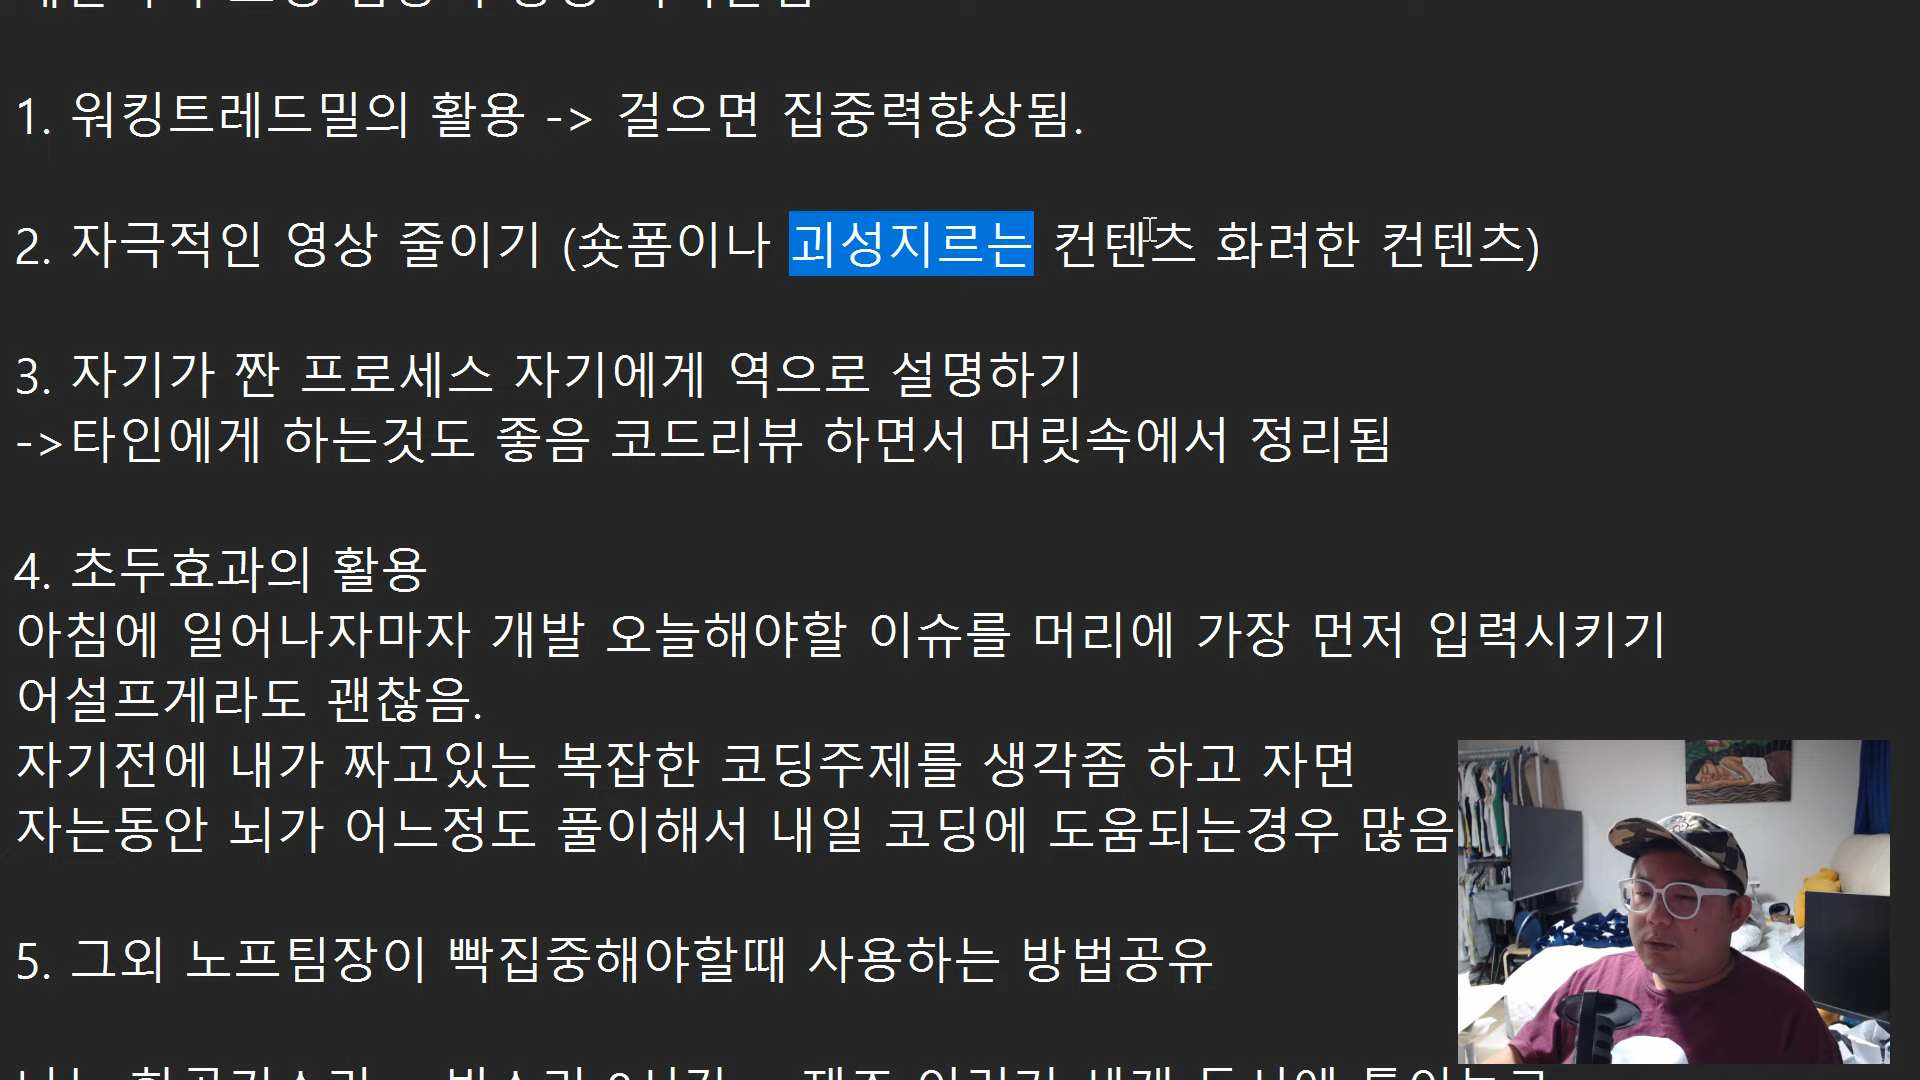 1. 워킹트레드밀의 활용 -> 걸으면 집중력향상됨.
2. 자극적인 영상 줄이기 (숏폼이나 괴성지르는 컨텐츠 화려한 컨텐츠)
3. 자기가 짠 프로세스 자기에게 역으로 설명하기
->타인에게 하는것도 좋음 코드리뷰 하면서 머릿속에서 정리됨
4. 초두효과의 활용
아침에 일어나자마자 개발 오늘해야할 이슈를 머리에 가장 먼저 입력시키기
어설프게라도 괜찮음.
자기전에 내가 짜고있는 복잡한 코딩주제를 생각좀 하고 자면
자는동안 뇌가 어느정도 풀이해서 내일 코딩에 도움되는경우 많음
5. 그외 노프팀장이 빡집중해야할때 사용하는 방법공유